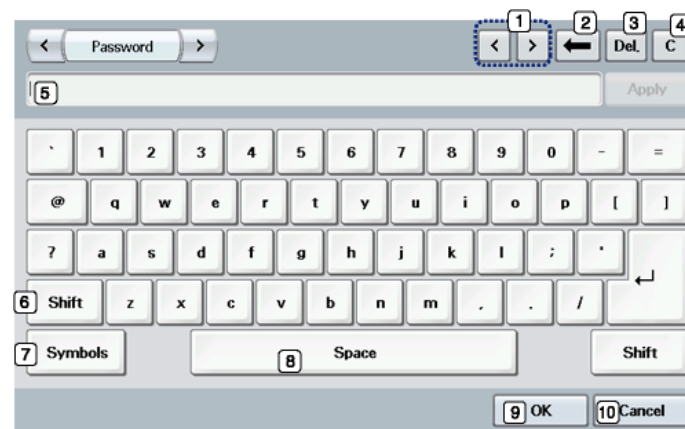 1 2 3 4
< Password > < > ← Del. C
5 Apply
` 1 2 3 4 5 6 7 8 9 0 - =
@ q w e r t y u i o p [ ]
? a s d f g h j k l ; ' ↵
6 Shift z x c v b n m , . /
7 Symbols 8 Space Shift
9 OK 10 Cancel